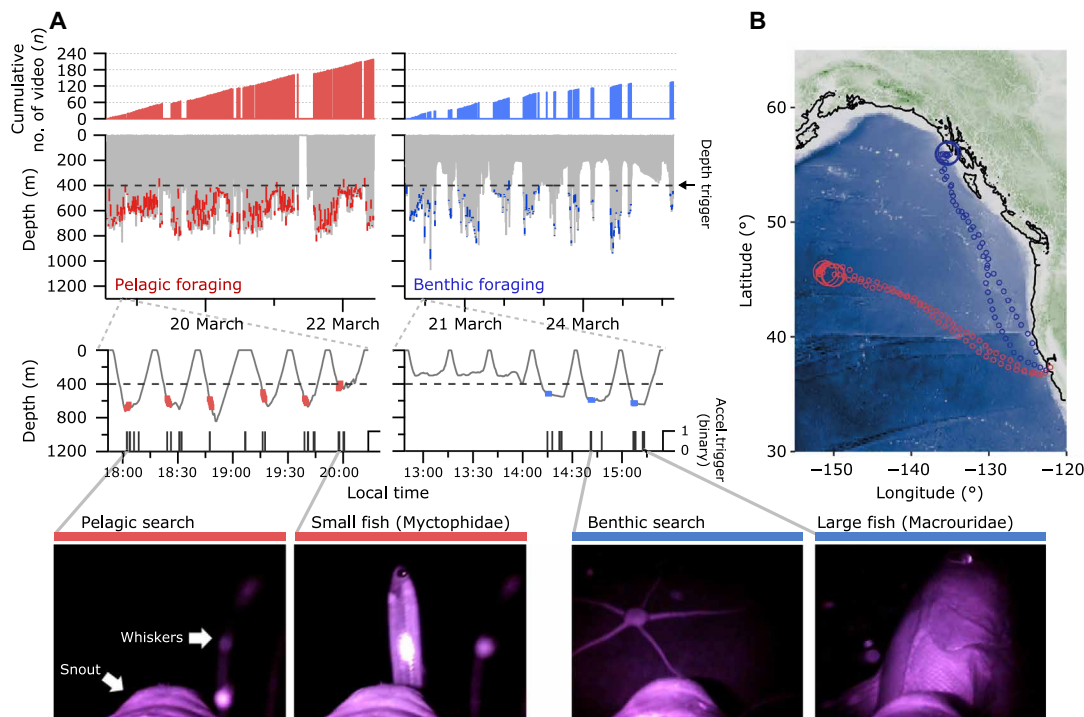 A
B
Cumulative
no. of video (n)
240
180
120
60
0
Depth (m)
0
200
400
600
800
1000
1300
Pelagic foraging
Benthic foraging
Depth trigger
20 March
22 March
21 March
24 March
Depth (m)
0
400
800
1200
18:00
18:30
19:00
19:30
20:00
13:00
13:30
14:00
14:30
15:00
Local time
1
0
Accel.trigger
(binary)
Latitude (°)
60
50
40
30
−150
−140
−130
−120
Longitude (°)
Pelagic search
Small fish (Myctophidae)
Benthic search
Large fish (Macrouridae)
Whiskers
Snout